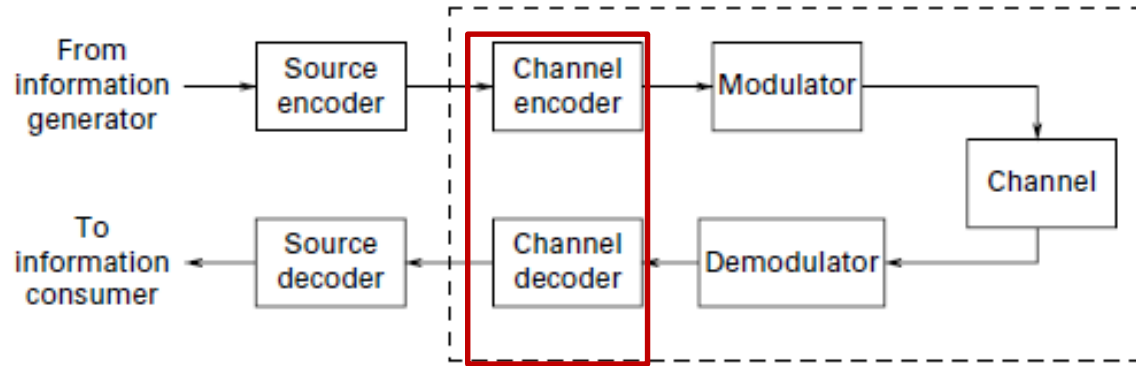 From
information
generator
Source
encoder
Channel
encoder
Modulator
Channel
To
information
consumer
Source
decoder
Channel
decoder
Demodulator